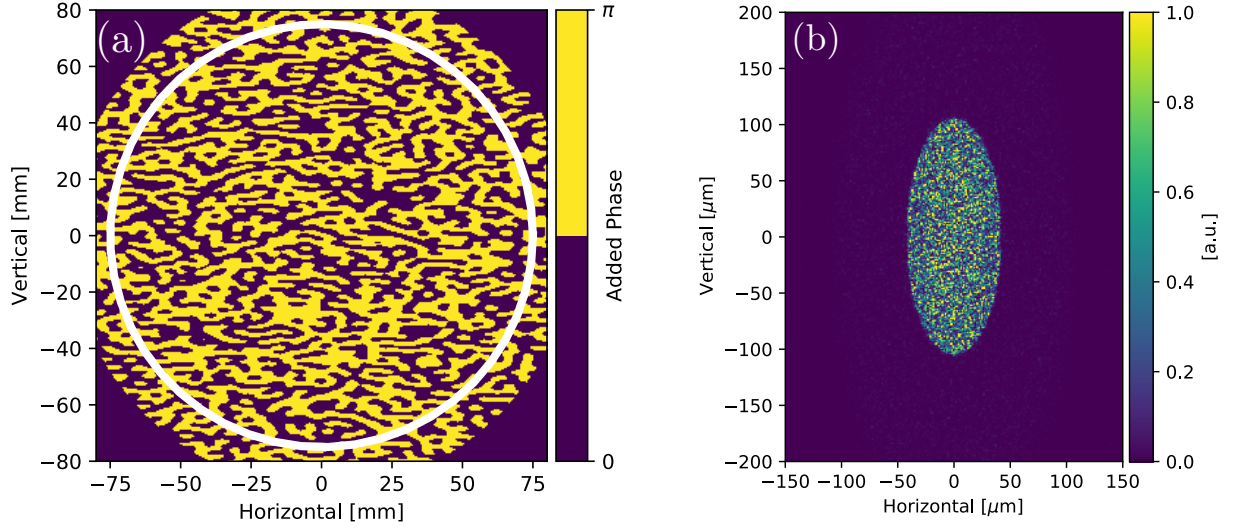 (a)
80
60
40
20
0
−20
−40
−60
−80
Vertical [mm]
−75 −50 −25 0 25 50 75
Horizontal [mm]
π
0
Added Phase
(b)
200
150
100
50
0
−50
−100
−150
−200
Vertical [μm]
−150 −100 −50 0 50 100 150
Horizontal [μm]
1.0
0.8
0.6
0.4
0.2
0.0
[a.u.]